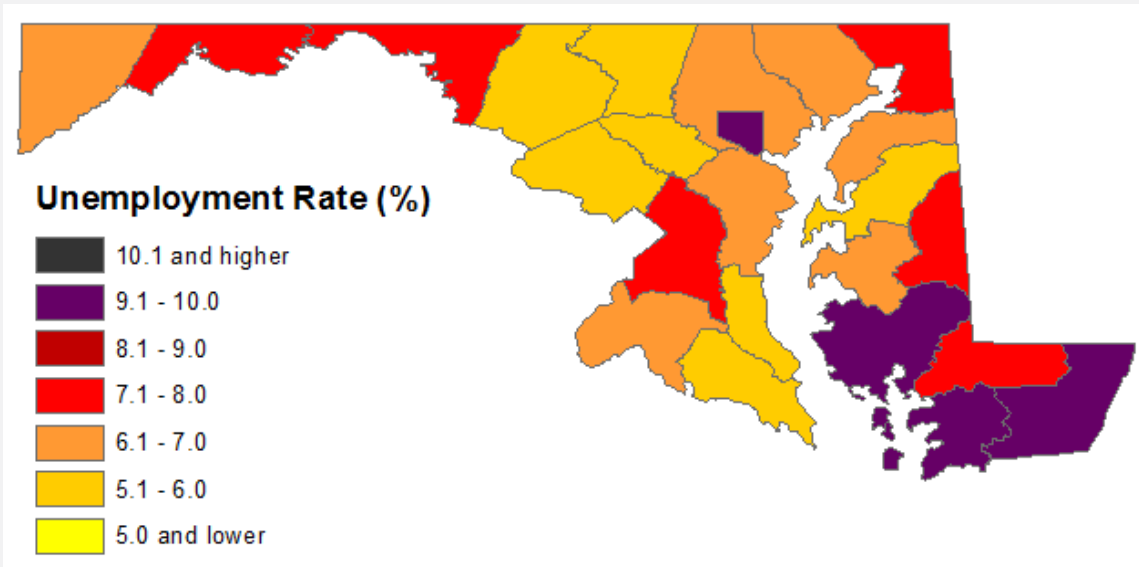 Unemployment Rate (%)
10.1 and higher
9.1 - 10.0
8.1 - 9.0
7.1 - 8.0
6.1 - 7.0
5.1 - 6.0
5.0 and lower